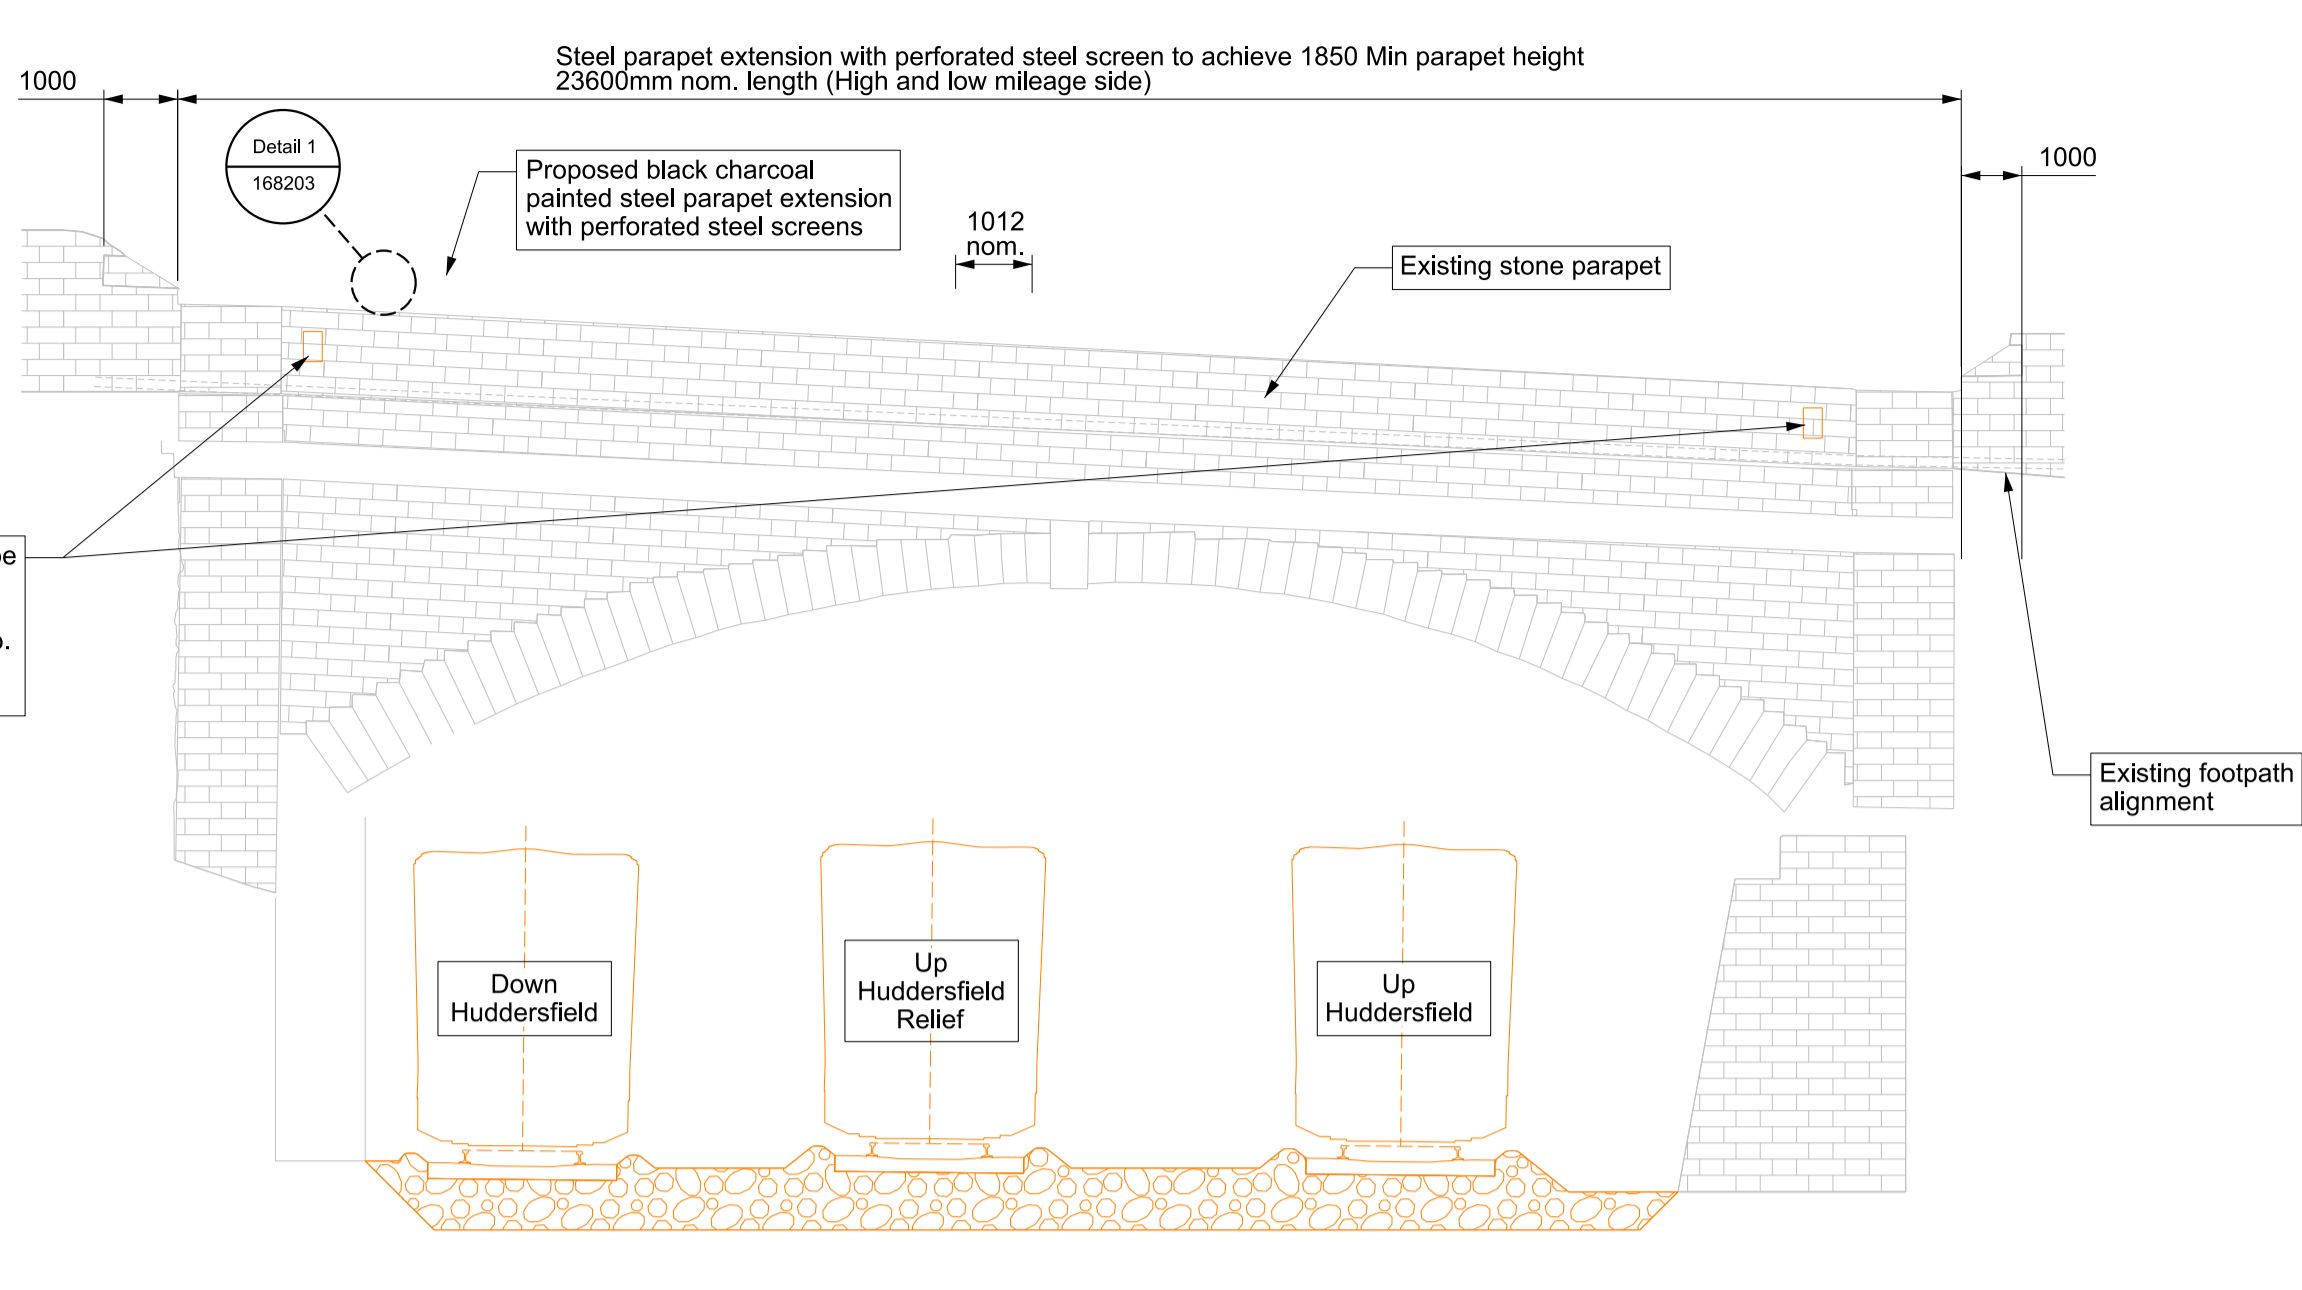 Steel parapet extension with perforated steel screen to achieve 1850 Min parapet height
23600mm nom. length (High and low mileage side)
1000
Detail 1
168203
Proposed black charcoal
painted steel parapet extension
with perforated steel screens
1012
nom.
Existing stone parapet
1000
Existing footpath
alignment
Down
Huddersfield
Up
Huddersfield
Relief
Up
Huddersfield